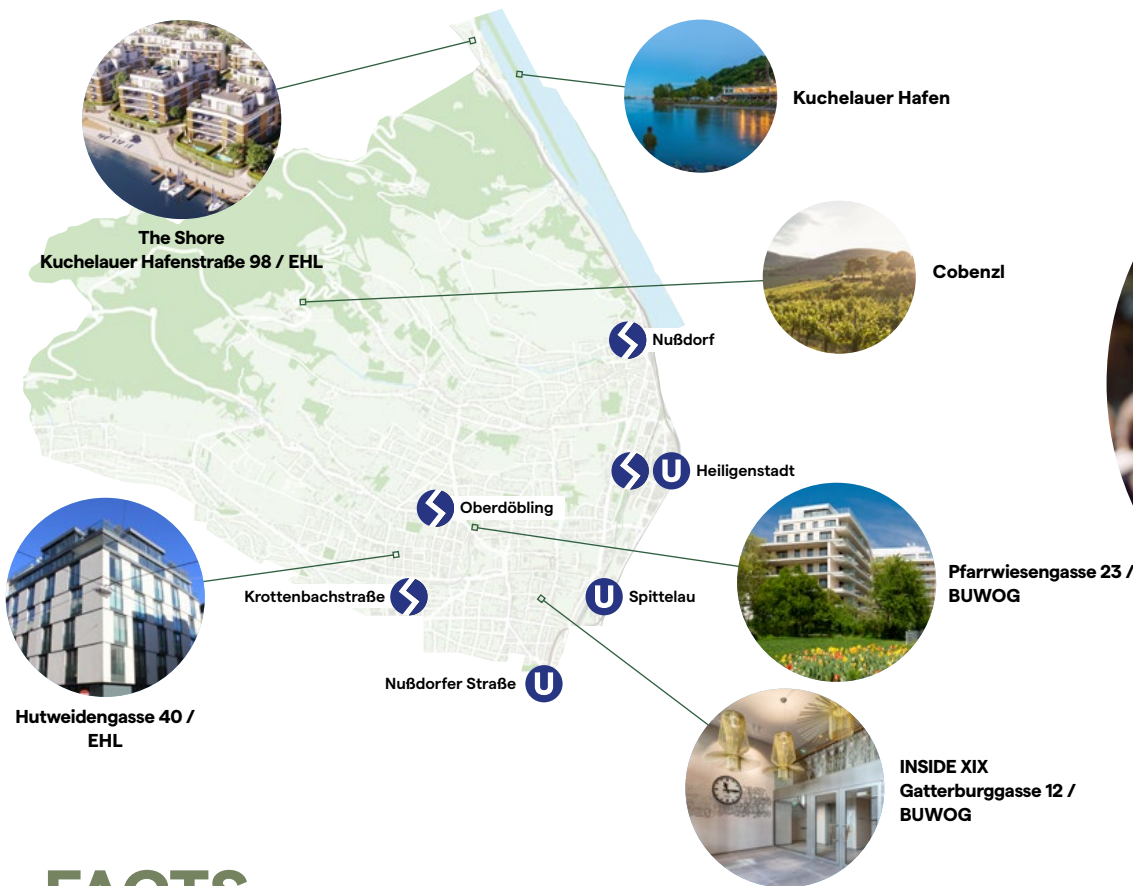 Kuchelauer Hafen
The Shore
Kuchelauer Hafenstraße 98 / EHL
Cobenzl
Nußdorf
U
Heiligenstadt
Oberdöbling
Pfarrwiesengasse 23 /
BUWOG
Krottenbachstraße
U
Spittelau
Nußdorfer Straße
U
Hutweidengasse 40 /
EHL
INSIDE XIX
Gatterburggasse 12 /
BUWOG
FACTS